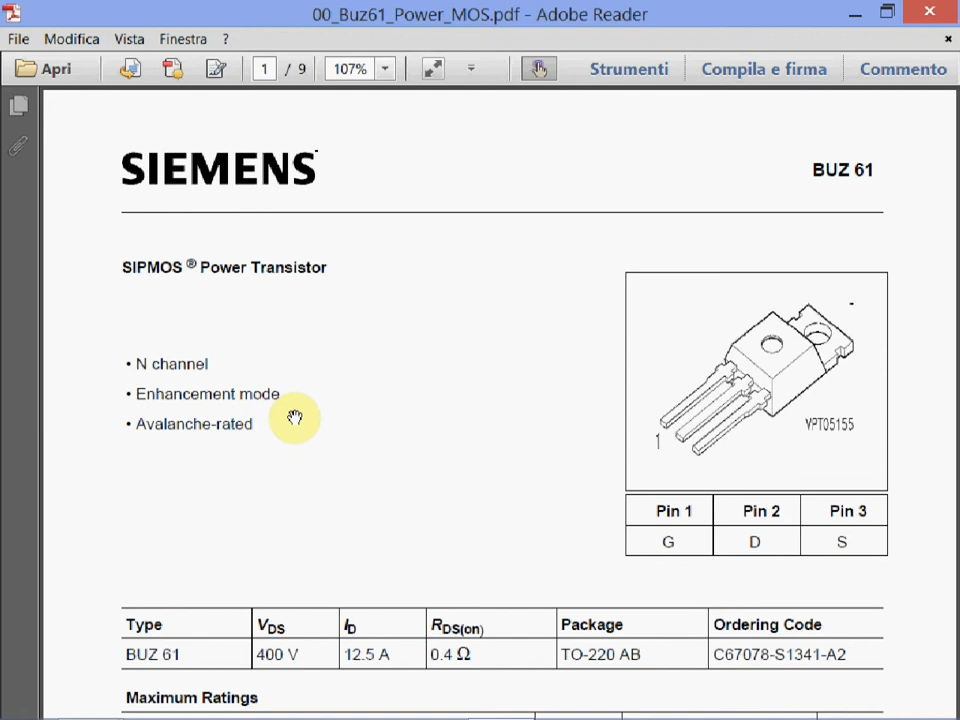 00_Buz61_Power_MOS.pdf - Adobe Reader
File Modifica Vista Finestra ?
Apri 1 / 9 107% Strumenti Compila e firma Commento
SIEMENS
BUZ 61
SIPMOS ® Power Transistor
• N channel
• Enhancement mode
• Avalanche-rated
1
VPT05155
Pin 1 Pin 2 Pin 3
G D S
Type VDS ID RDS(on) Package Ordering Code
BUZ 61 400 V 12.5 A 0.4 Ω TO-220 AB C67078-S1341-A2
Maximum Ratings